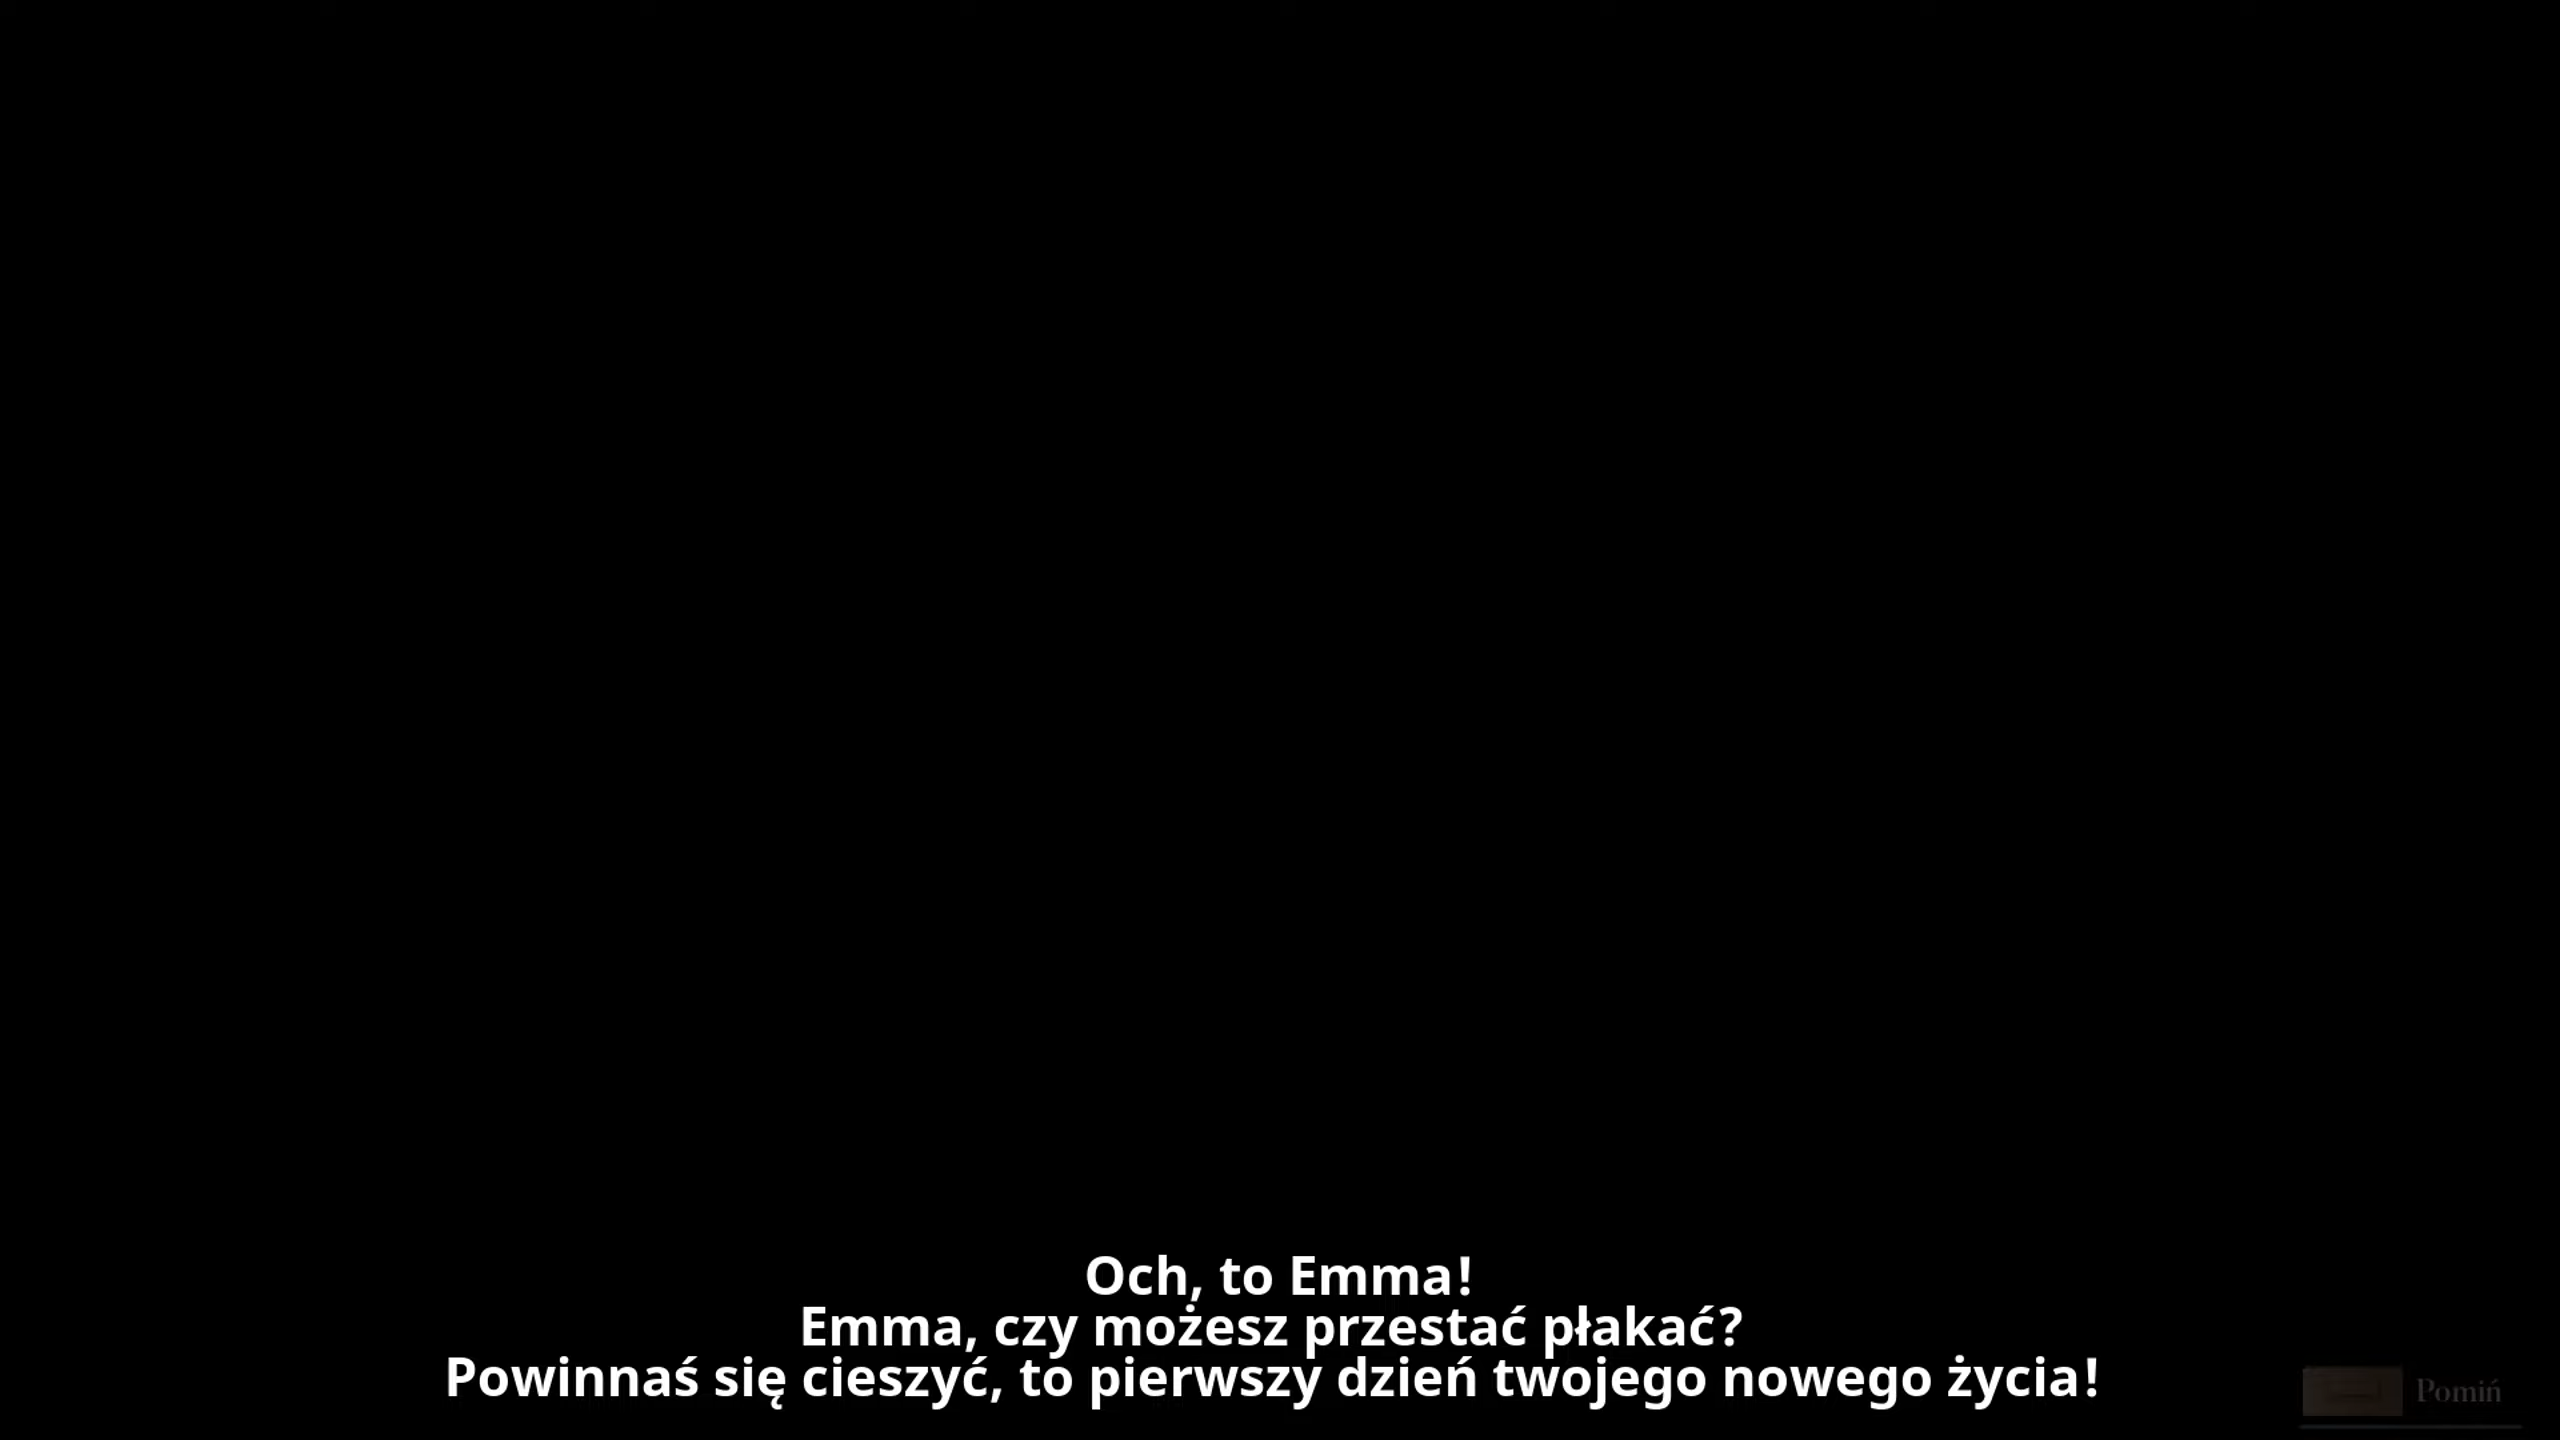 Och, to Emma!
Emma, czy możesz przestać płakać?
Powinnaś się cieszyć, to pierwszy dzień twojego nowego życia!
Pomiń